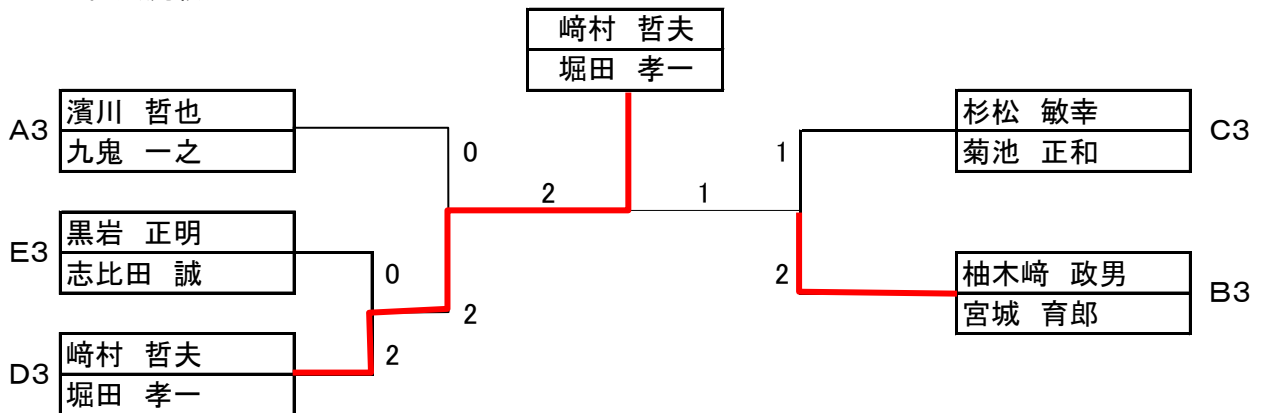 﨑村 哲夫
堀田 孝一
A3
濱川 哲也
九鬼 一之
0
2
1
1
杉松 敏幸
菊池 正和
C3
E3
黒岩 正明
志比田 誠
0
2
2
柚木﨑 政男
宮城 育郎
B3
D3
﨑村 哲夫
堀田 孝一
2